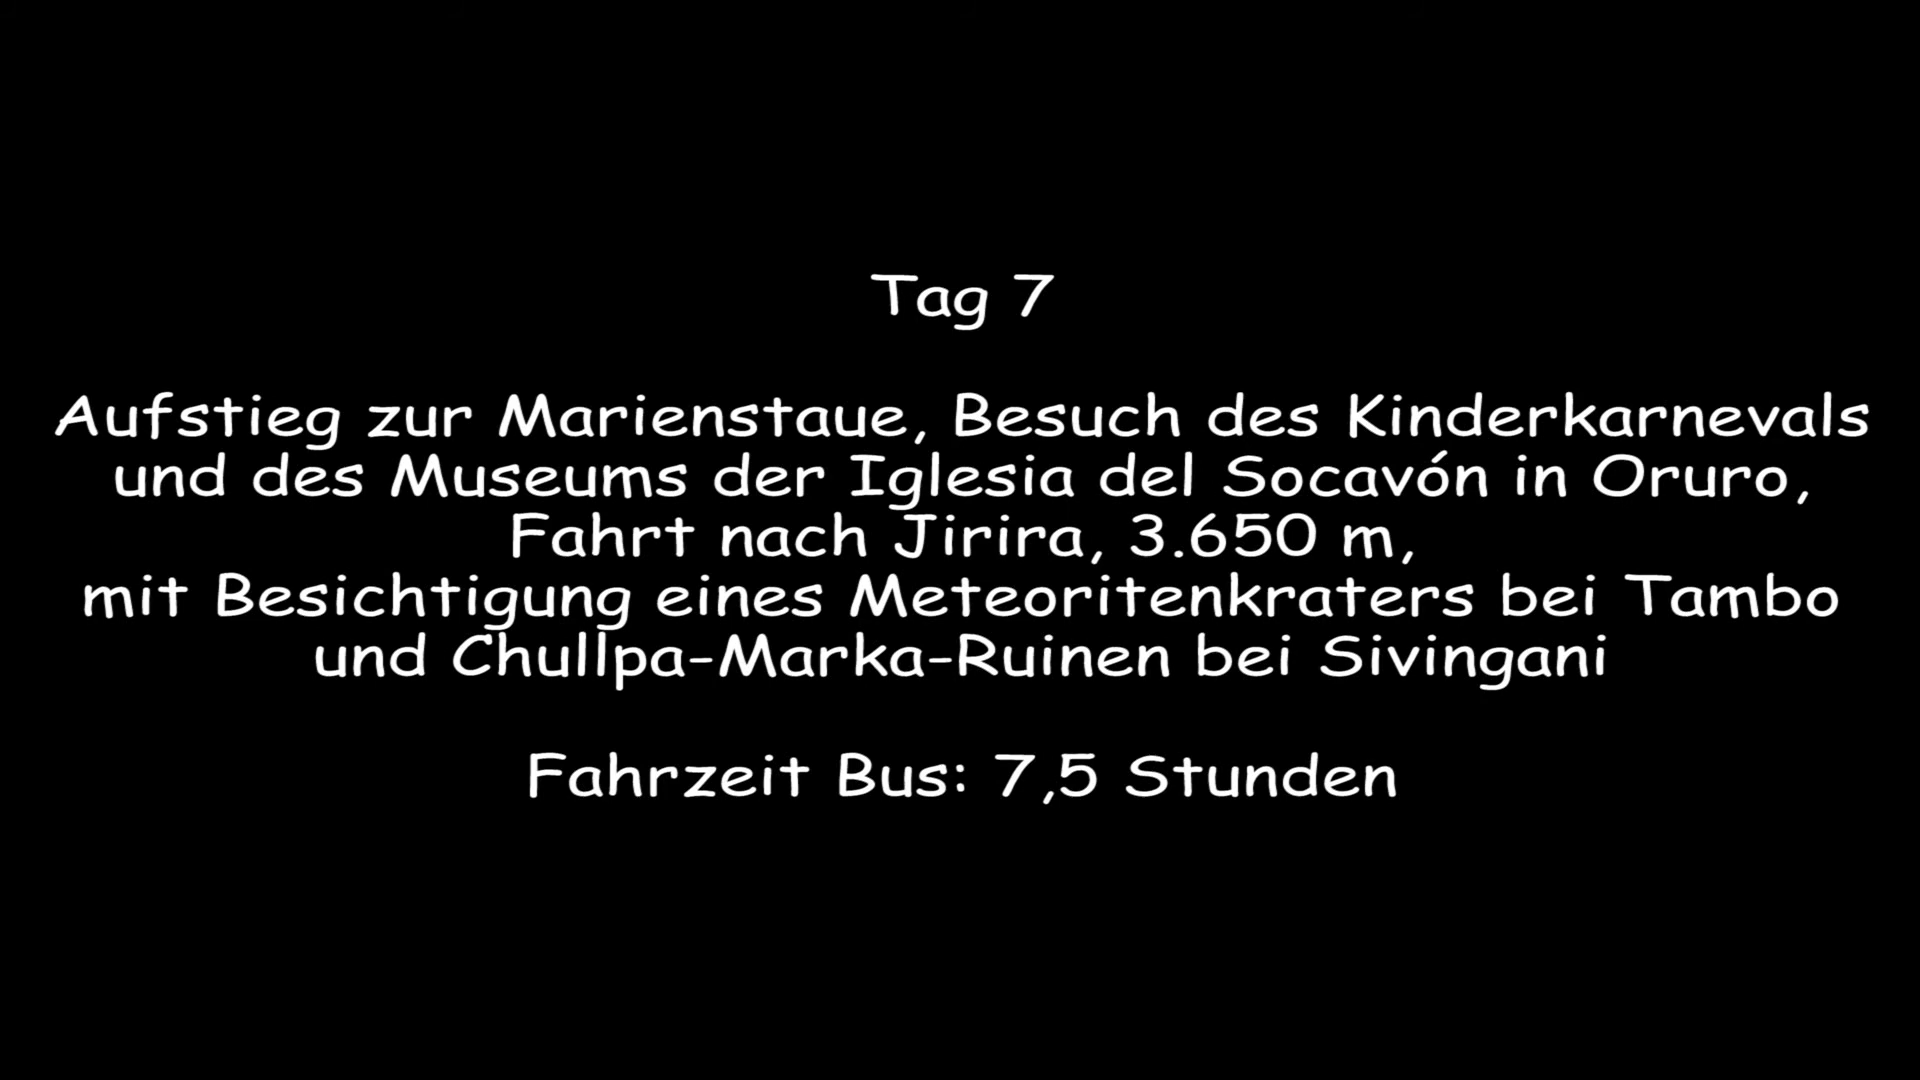 Tag 7
Aufstieg zur Marienstaue, Besuch des Kinderkarnevals
und des Museums der Iglesia del Socavón in Oruro,
Fahrt nach Jirira, 3.650 m,
mit Besichtigung eines Meteoritenkraters bei Tambo
und Chullpa-Marka-Ruinen bei Sivingani
Fahrzeit Bus: 7,5 Stunden